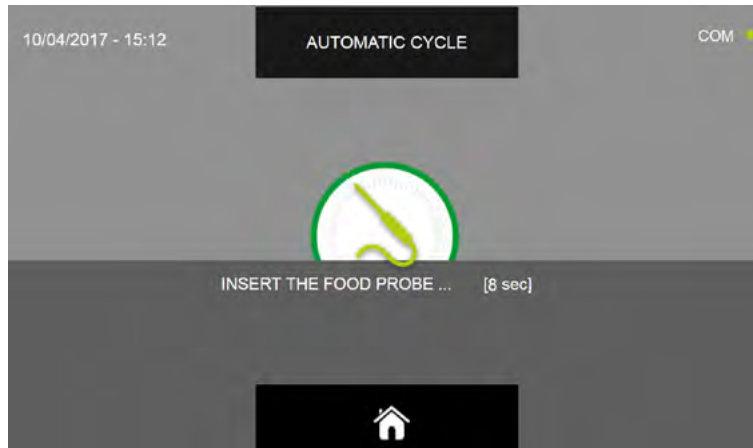 10/04/2017 - 15:12
AUTOMATIC CYCLE
COM
INSERT THE FOOD PROBE ... [8 sec]